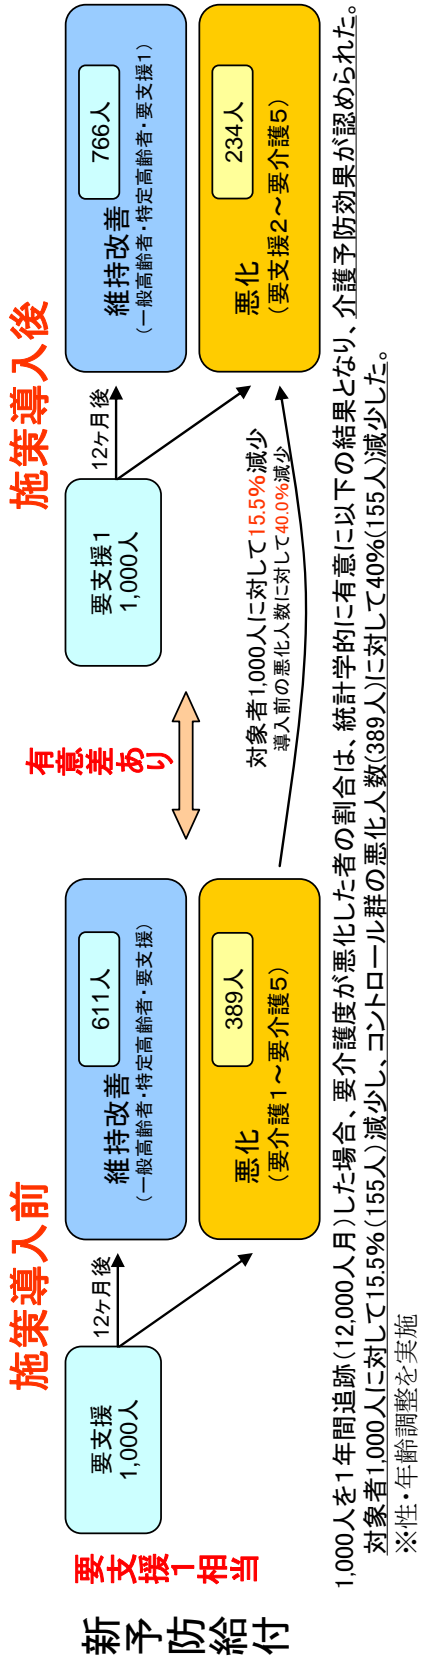 新予防給付
要支援1相当
施策導入前
要支援
1,000人
12ヶ月後
維持改善
(一般高齢者・特定高齢者・要支援)
611人
悪化
(要介護1~要介護5)
389人
有意差あり
施策導入後
要支援1
1,000人
12ヶ月後
維持改善
(一般高齢者・特定高齢者・要支援1)
766人
悪化
(要支援2~要介護5)
234人
対象者1,000人に対して15.5%減少
導入前の悪化人数に対して40.0%減少
1,000人を1年間追跡(12,000人月)した場合、要介護度が悪化した者の割合は、統計学的に有意に以下の結果となり、介護予防効果が認められた。
対象者1,000人に対して15.5%(155人)減少し、コントロール群の悪化人数(389人)に対して40%(155人)減少した。
※性・年齢調整を実施